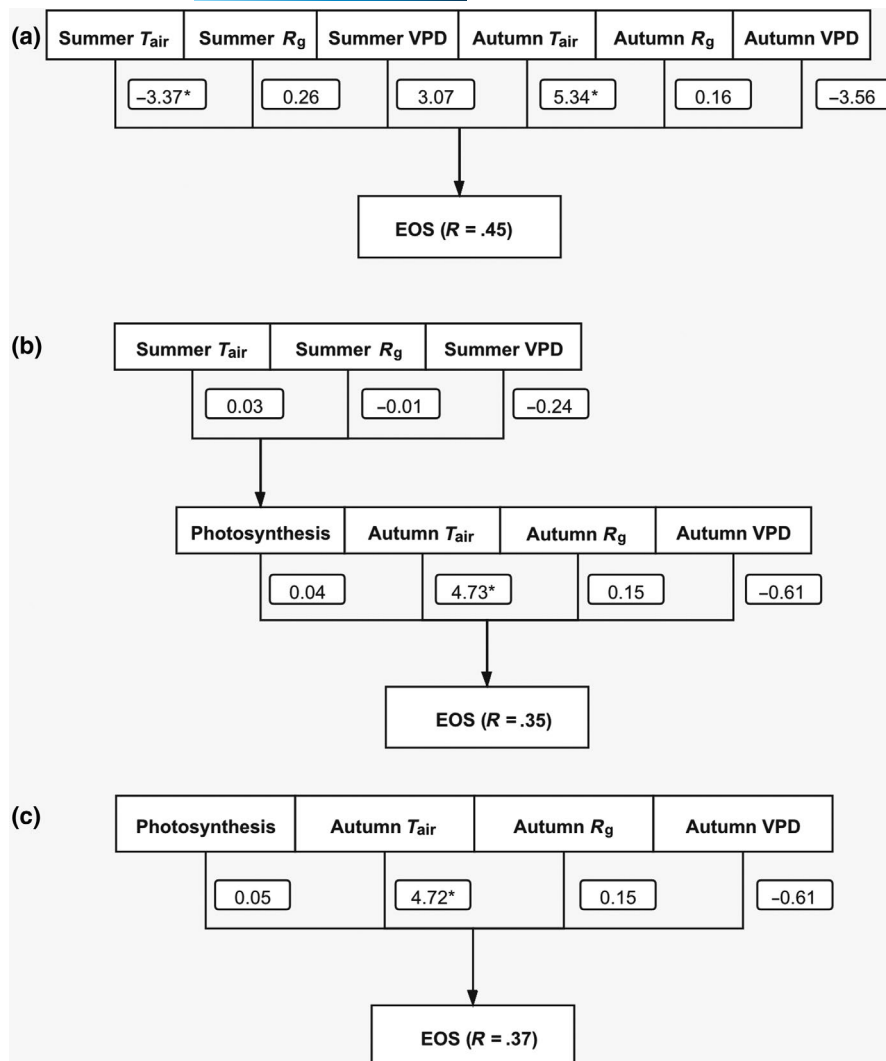 (a)
Summer Tair Summer Rg Summer VPD Autumn Tair Autumn Rg Autumn VPD
−3.37* 0.26 3.07 5.34* 0.16 −3.56
EOS (R = .45)
(b)
Summer Tair Summer Rg Summer VPD
0.03 −0.01 −0.24
Photosynthesis Autumn Tair Autumn Rg Autumn VPD
0.04 4.73* 0.15 −0.61
EOS (R = .35)
(c)
Photosynthesis Autumn Tair Autumn Rg Autumn VPD
0.05 4.72* 0.15 −0.61
EOS (R = .37)